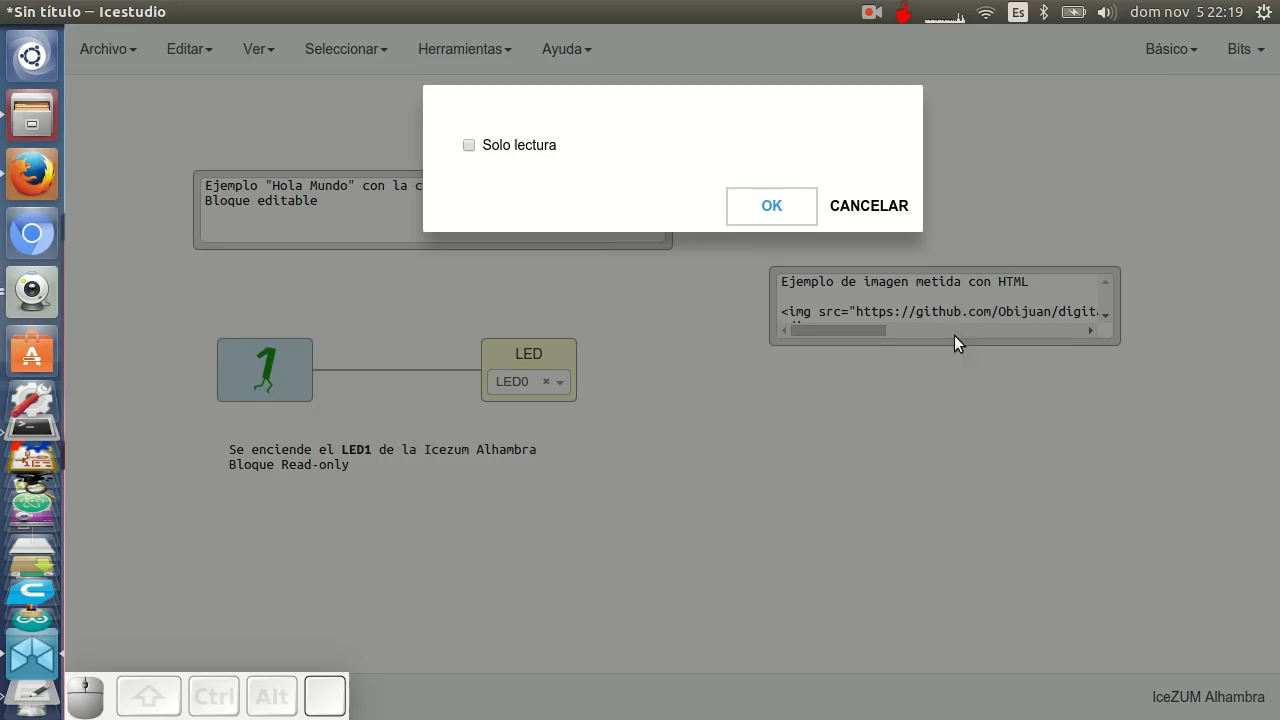 *Sin título – Icestudio
Es
dom nov 5 22:19
Archivo
Editar
Ver
Seleccionar
Herramientas
Ayuda
Básico
Bits
Solo lectura
OK
CANCELAR
Ejemplo "Hola Mundo" con la c
Bloque editable
Ejemplo de imagen metida con HTML
<img src="https://github.com/Obijuan/digit
1
LED
LED0
Se enciende el LED1 de la Icezum Alhambra
Bloque Read-only
Ctrl
Alt
IceZUM Alhambra